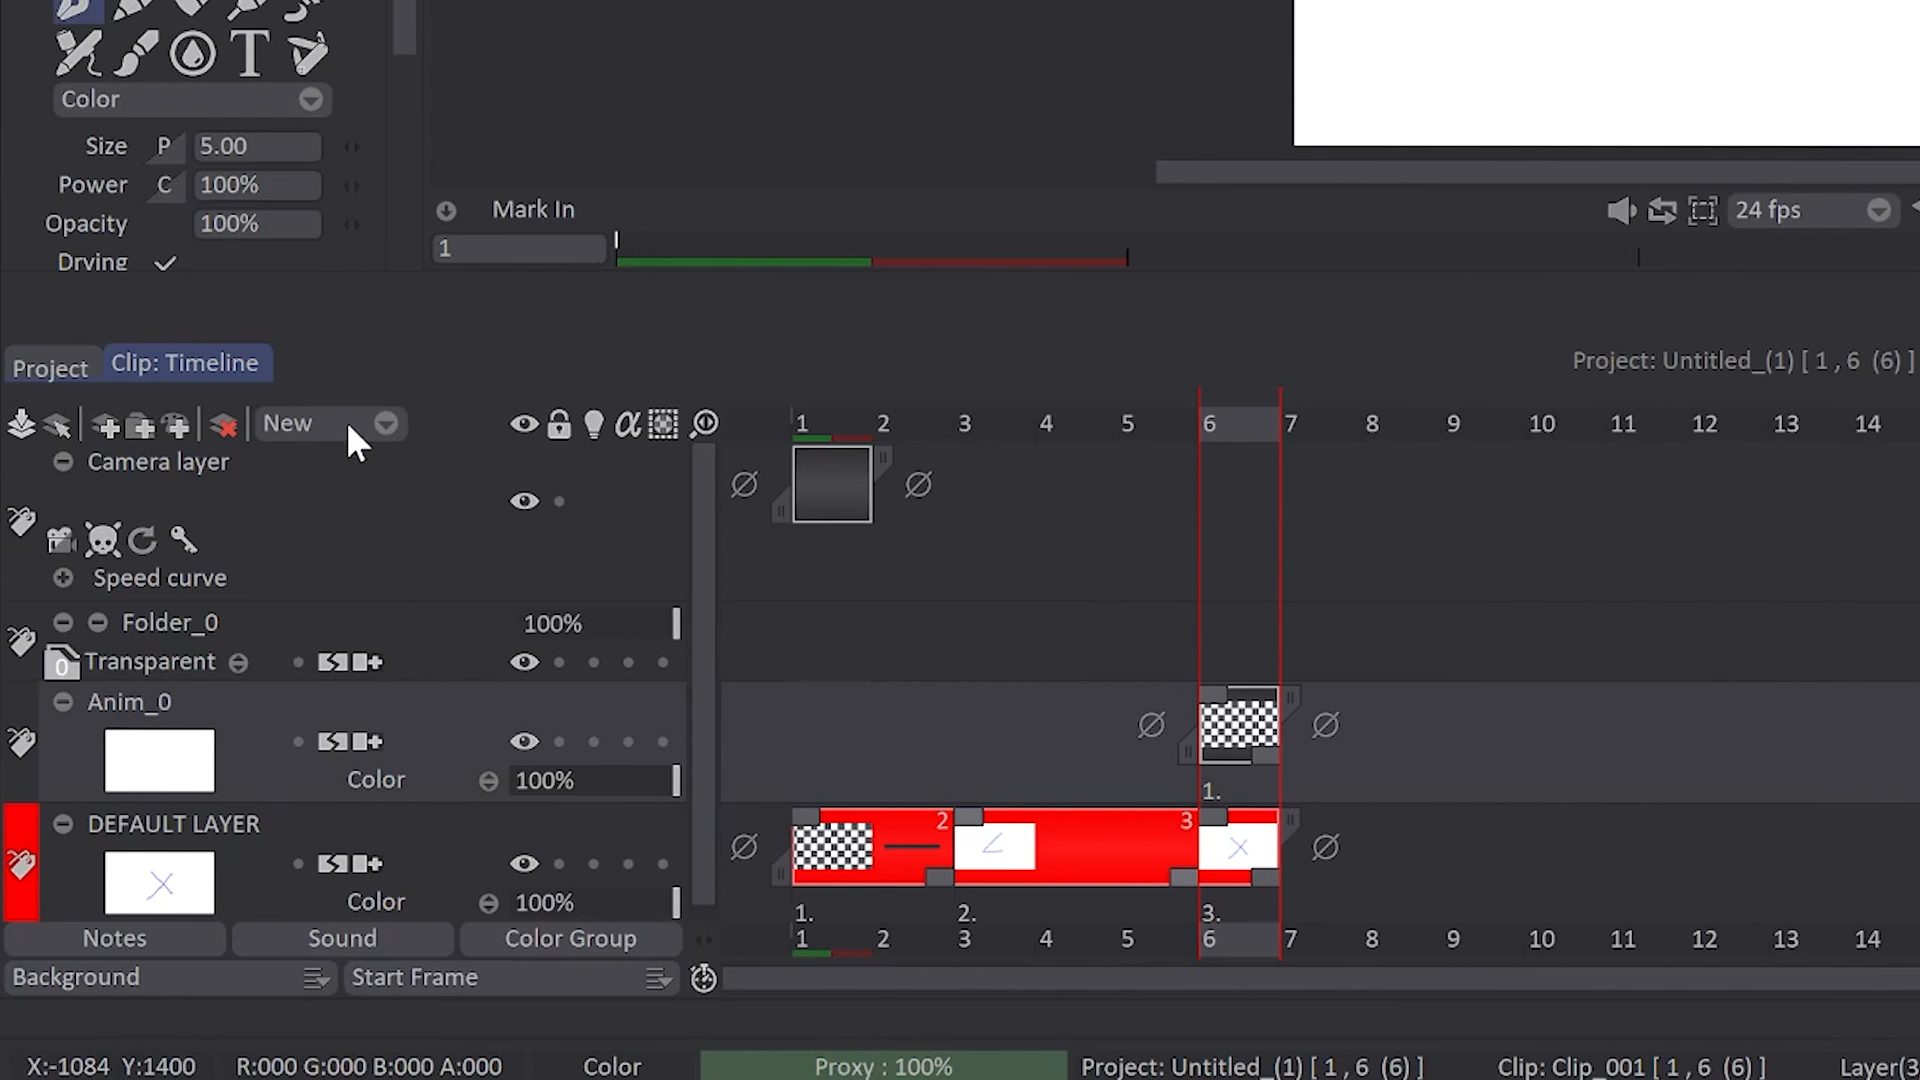 T
Color
Size P 5.00
Power C 100%
Opacity 100%
Drying
Mark In
1
24 fps
Project
Clip: Timeline
Project: Untitled_(1) [ 1 , 6 (6) ]
New
α
1 2 3 4 5 6 7 8 9 10 11 12 13 14
Camera layer
Speed curve
Folder_0 100%
0 Transparent
Anim_0
Color 100%
1.
DEFAULT LAYER
2 3
Color 100%
1. 2. 3.
Notes Sound Color Group
1 2 3 4 5 6 7 8 9 10 11 12 13 14
Background Start Frame
X:-1084 Y:1400 R:000 G:000 B:000 A:000 Color Proxy : 100% Project: Untitled_(1) [ 1 , 6 (6) ] Clip: Clip_001 [ 1 , 6 (6) ] Layer(3